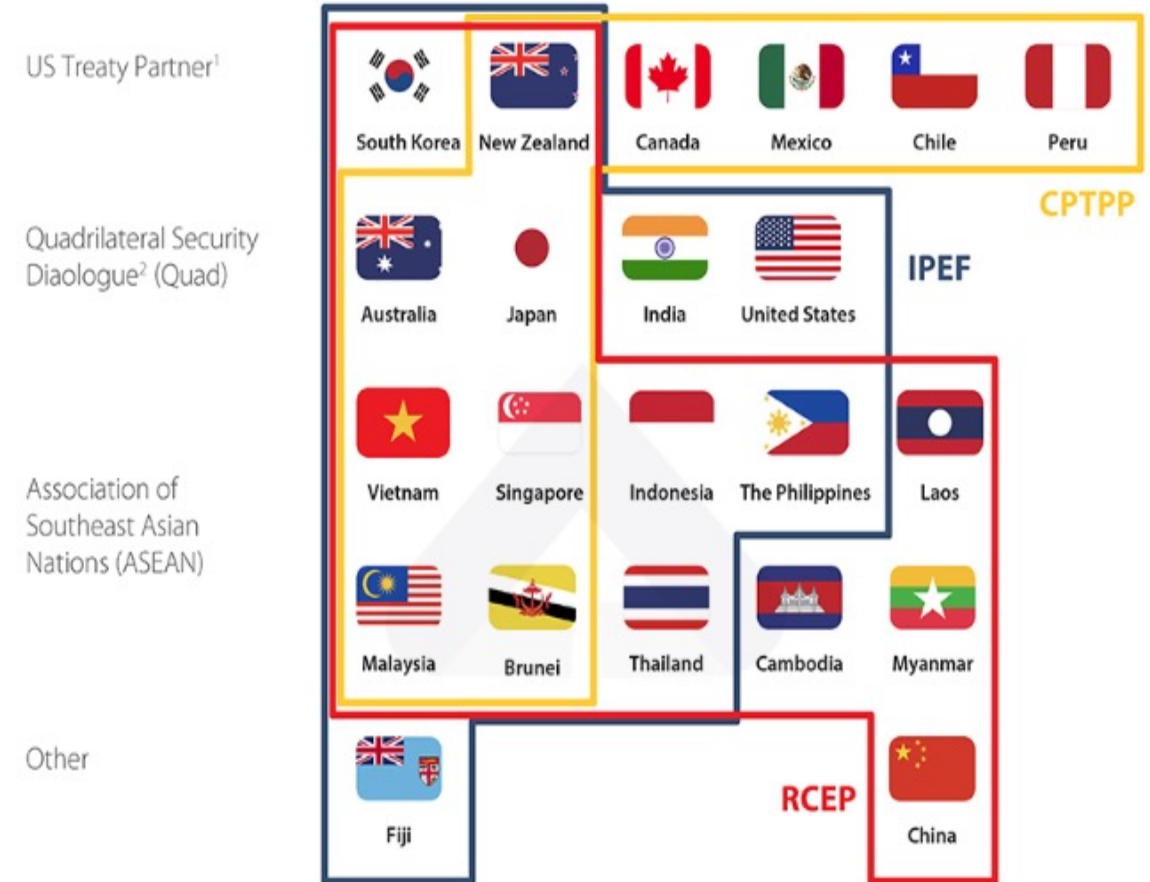 US Treaty Partner¹
South Korea
New Zealand
Canada
Mexico
Chile
Peru
CPTPP
Quadrilateral Security
Diaologue² (Quad)
Australia
Japan
India
United States
IPEF
Association of
Southeast Asian
Nations (ASEAN)
Vietnam
Singapore
Indonesia
The Philippines
Laos
Malaysia
Brunei
Thailand
Cambodia
Myanmar
Other
Fiji
RCEP
China